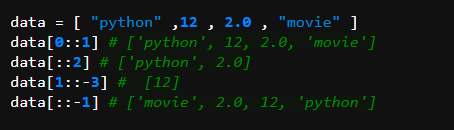 data = [ "python" ,12 , 2.0 , "movie" ]
data[0::1] # ['python', 12, 2.0, 'movie']
data[::2] # ['python', 2.0]
data[1::-3] #  [12]
data[::-1] # ['movie', 2.0, 12, 'python']